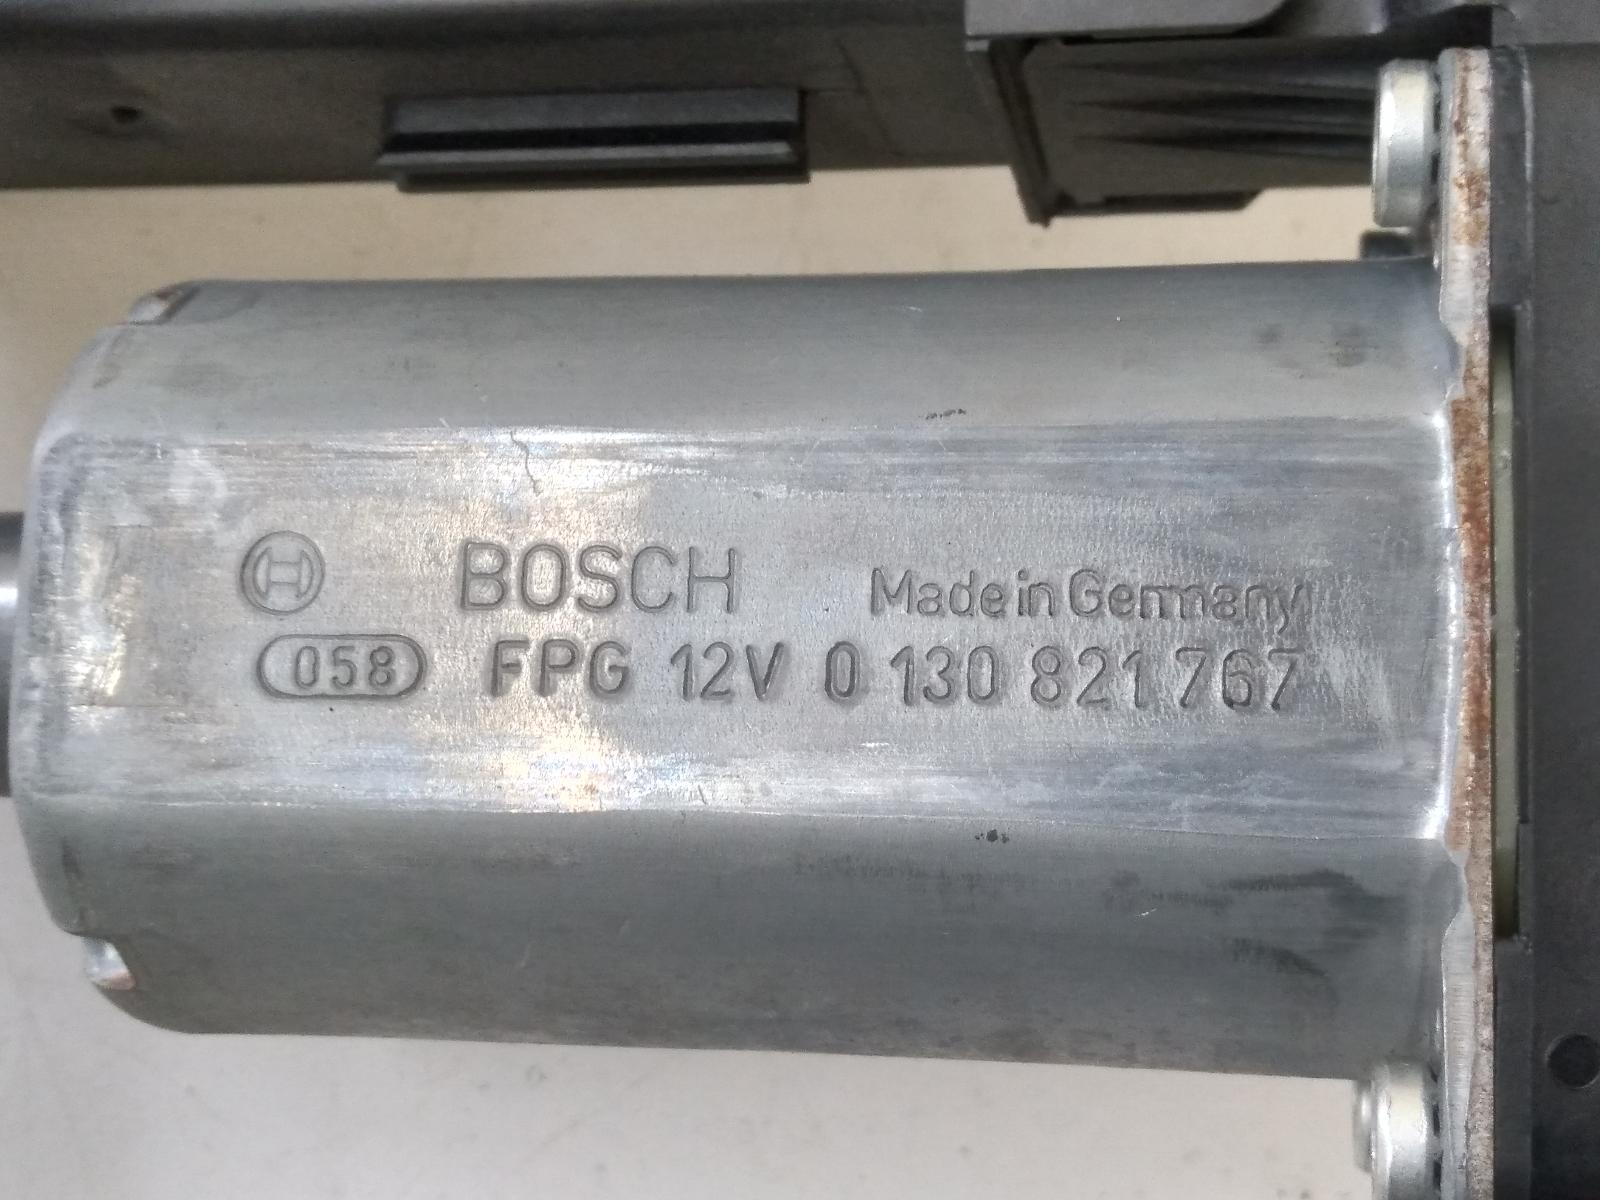 BOSCH Made in Germany
058 FPG 12V 0 130 821 767